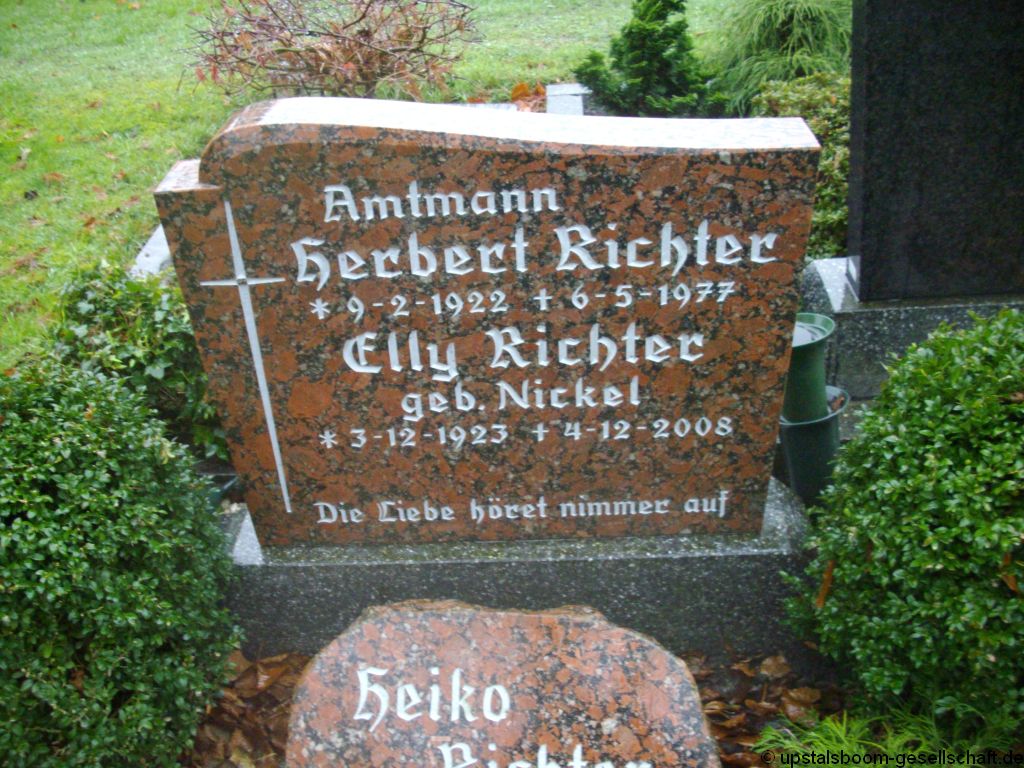 Amtmann
Herbert Richter
* 9-2-1922 + 6-5-1977
Elly Richter
geb. Nickel
* 3-12-1923 + 4-12-2008
Die Liebe höret nimmer auf
Heiko
Richter
© upstalsboom-gesellschaft.de